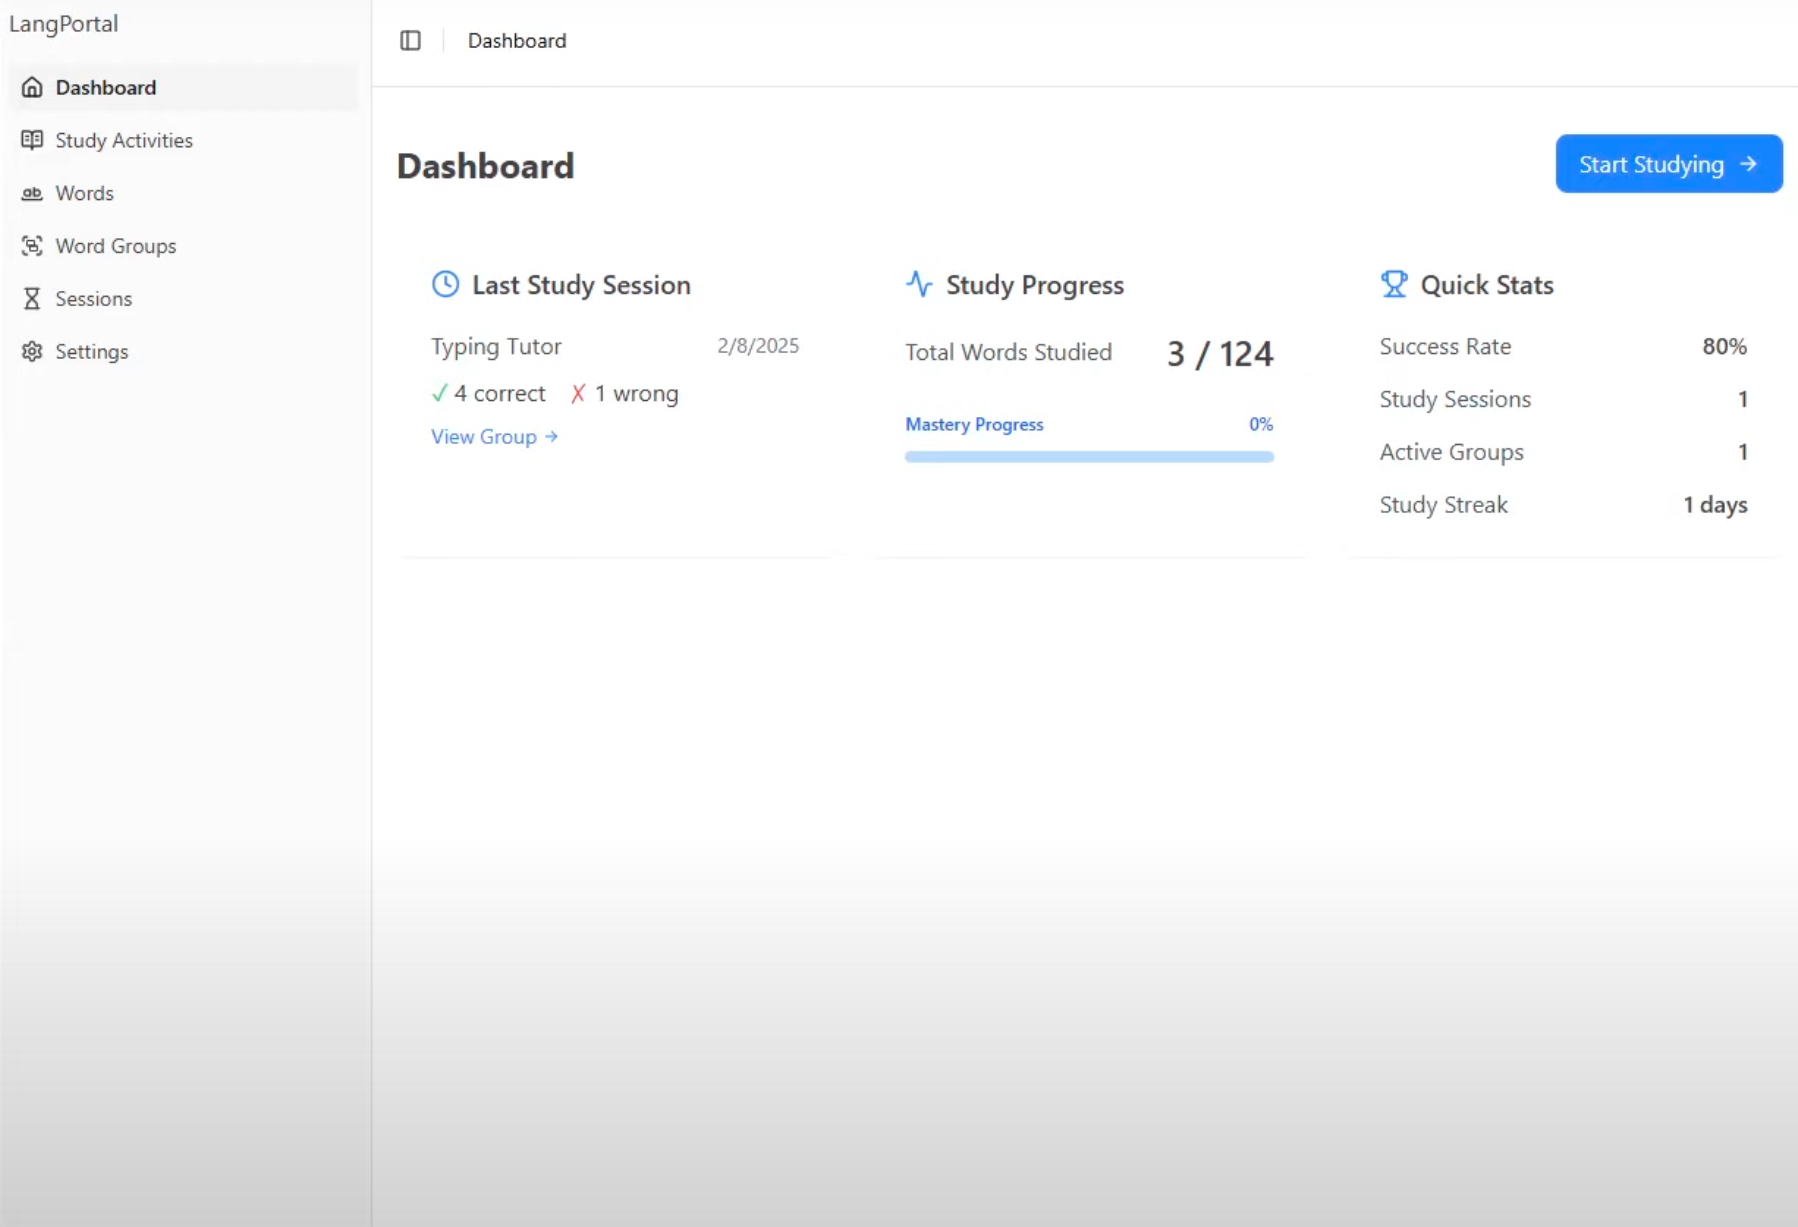 LangPortal
Dashboard
Study Activities
Words
Word Groups
Sessions
Settings
Dashboard
Dashboard
Start Studying →
Last Study Session
Typing Tutor 2/8/2025
✓ 4 correct ✗ 1 wrong
View Group →
Study Progress
Total Words Studied 3 / 124
Mastery Progress 0%
Quick Stats
Success Rate 80%
Study Sessions 1
Active Groups 1
Study Streak 1 days